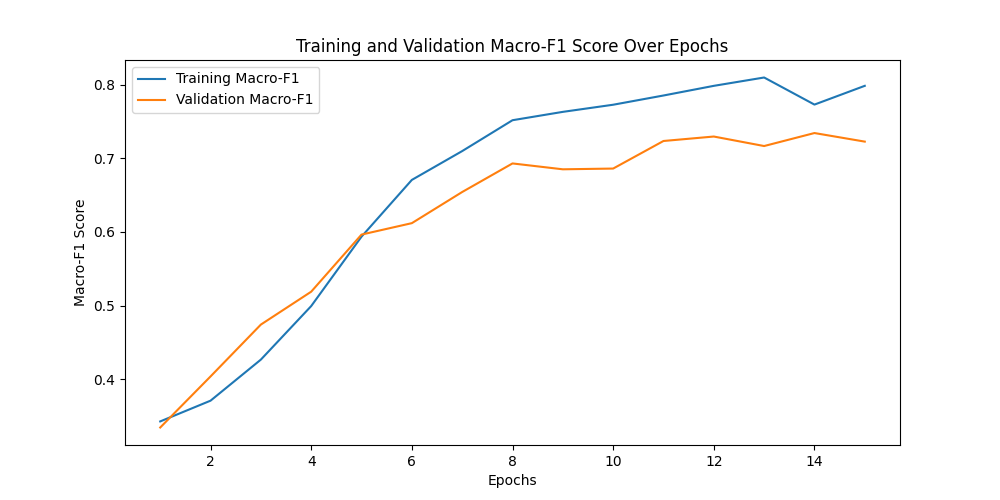 Training and Validation Macro-F1 Score Over Epochs
Training Macro-F1
Validation Macro-F1
Macro-F1 Score
0.8
0.7
0.6
0.5
0.4
2 4 6 8 10 12 14
Epochs